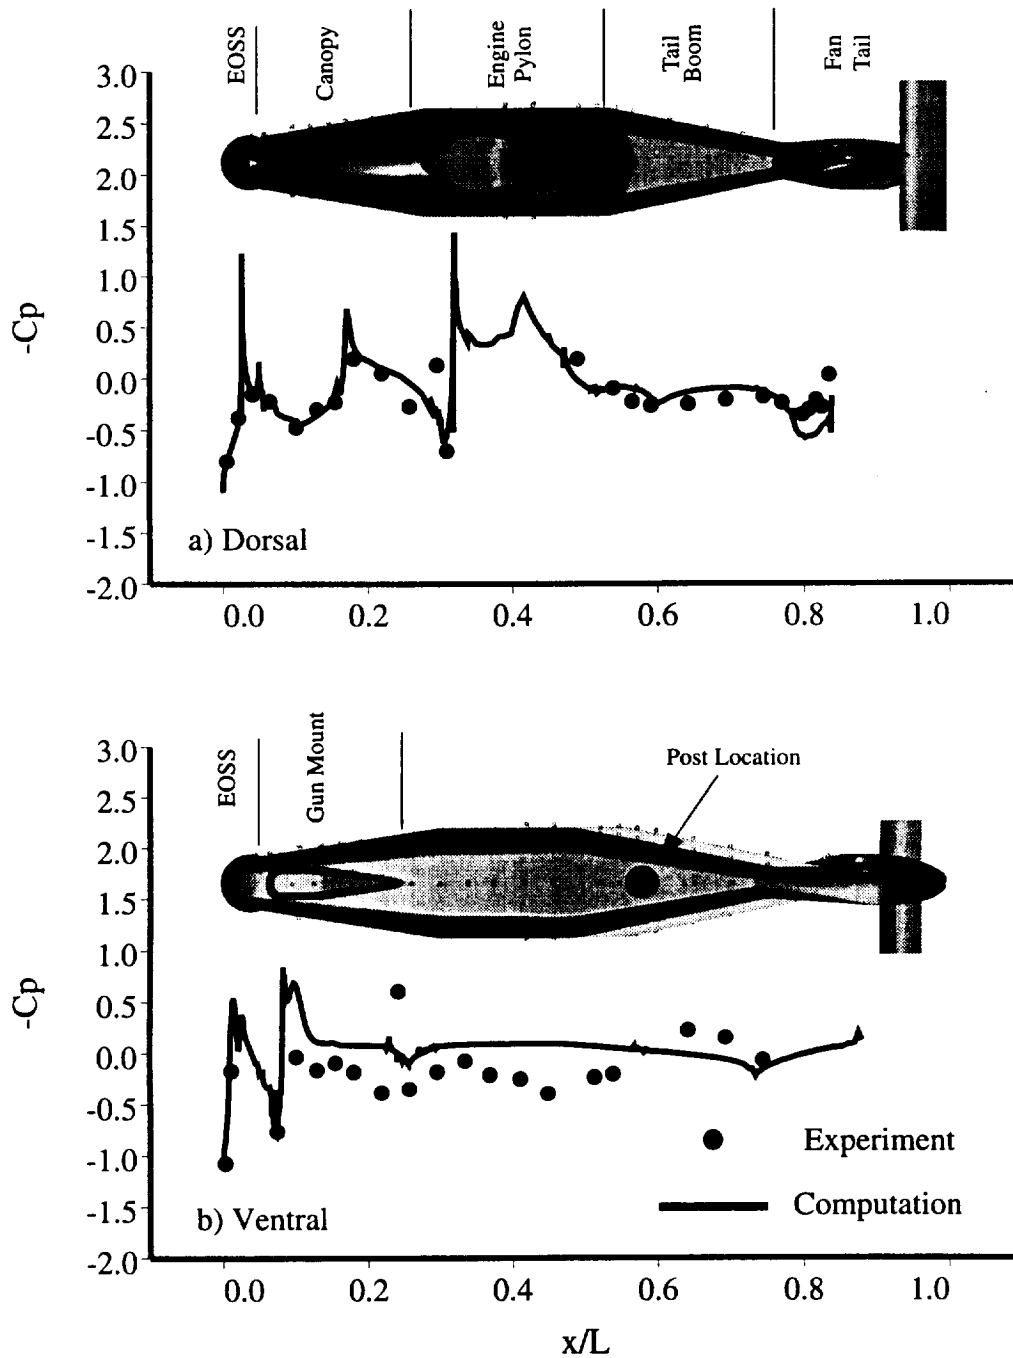 EOSS
Canopy
Engine
Pylon
Tail
Boom
Fan
Tail
3.0
2.5
2.0
1.5
1.0
0.5
0.0
-0.5
-1.0
-1.5
-2.0
-Cp
a) Dorsal
0.0 0.2 0.4 0.6 0.8 1.0
EOSS
Gun Mount
Post Location
3.0
2.0
1.5
1.0
0.5
0.0
-0.5
-1.0
-1.5
-2.0
-Cp
Experiment
Computation
b) Ventral
0.0 0.2 0.4 0.6 0.8 1.0
x/L